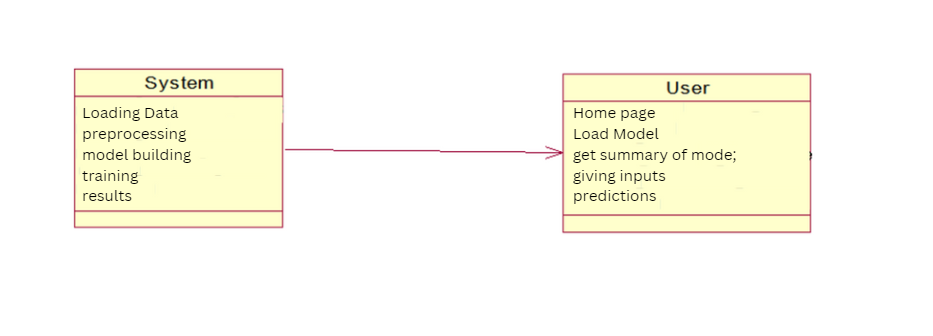 System
Loading Data
preprocessing
model building
training
results
User
Home page
Load Model
get summary of mode;
giving inputs
predictions